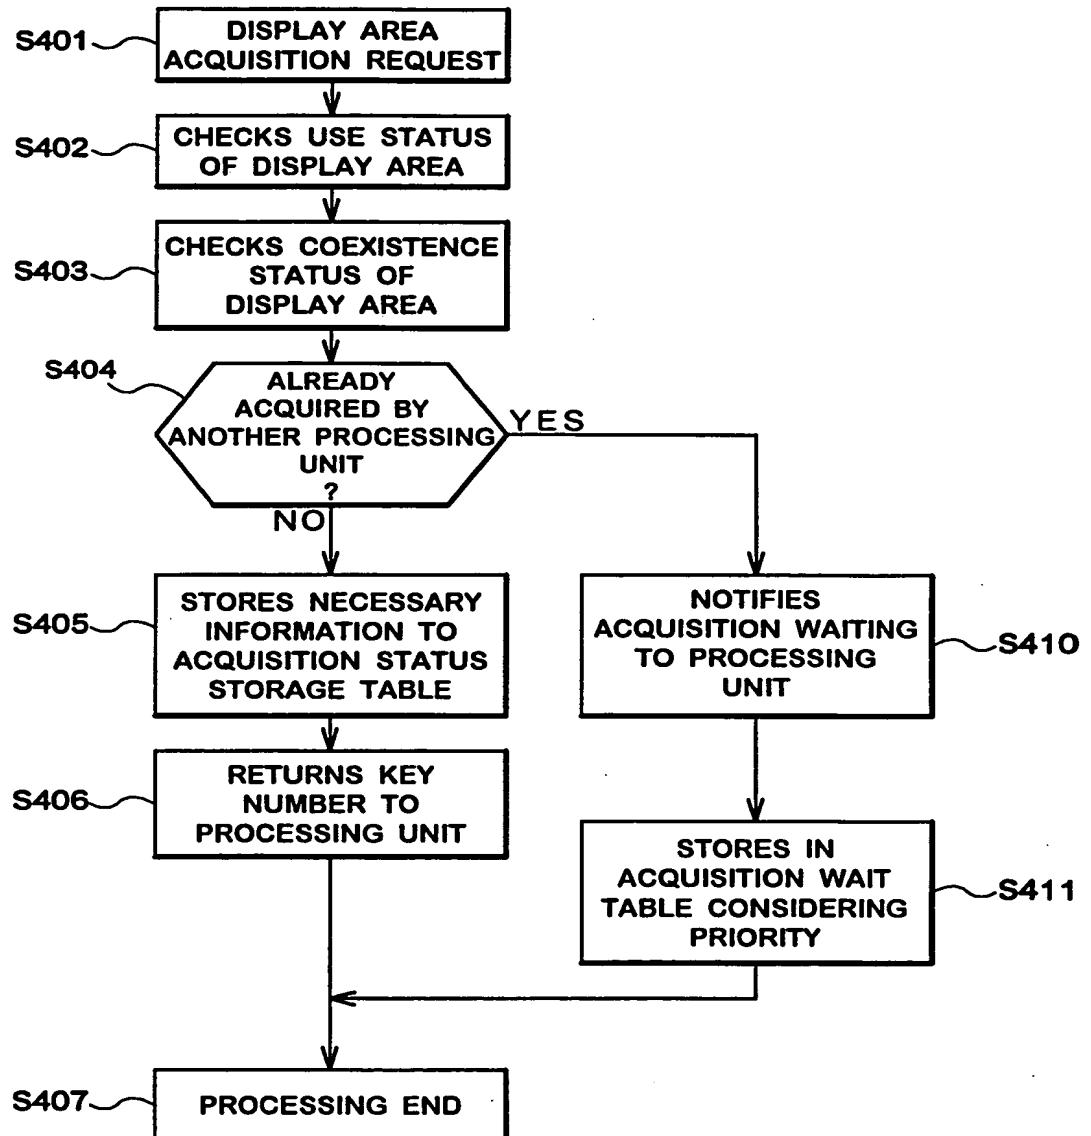 S401
DISPLAY AREA
ACQUISITION REQUEST
S402
CHECKS USE STATUS
OF DISPLAY AREA
S403
CHECKS COEXISTENCE
STATUS OF
DISPLAY AREA
S404
ALREADY
ACQUIRED BY
ANOTHER PROCESSING
UNIT
?
YES
NO
S405
STORES NECESSARY
INFORMATION TO
ACQUISITION STATUS
STORAGE TABLE
NOTIFIES
ACQUISITION WAITING
TO PROCESSING
UNIT
S410
S406
RETURNS KEY
NUMBER TO
PROCESSING UNIT
STORES IN
ACQUISITION WAIT
TABLE CONSIDERING
PRIORITY
S411
S407
PROCESSING END